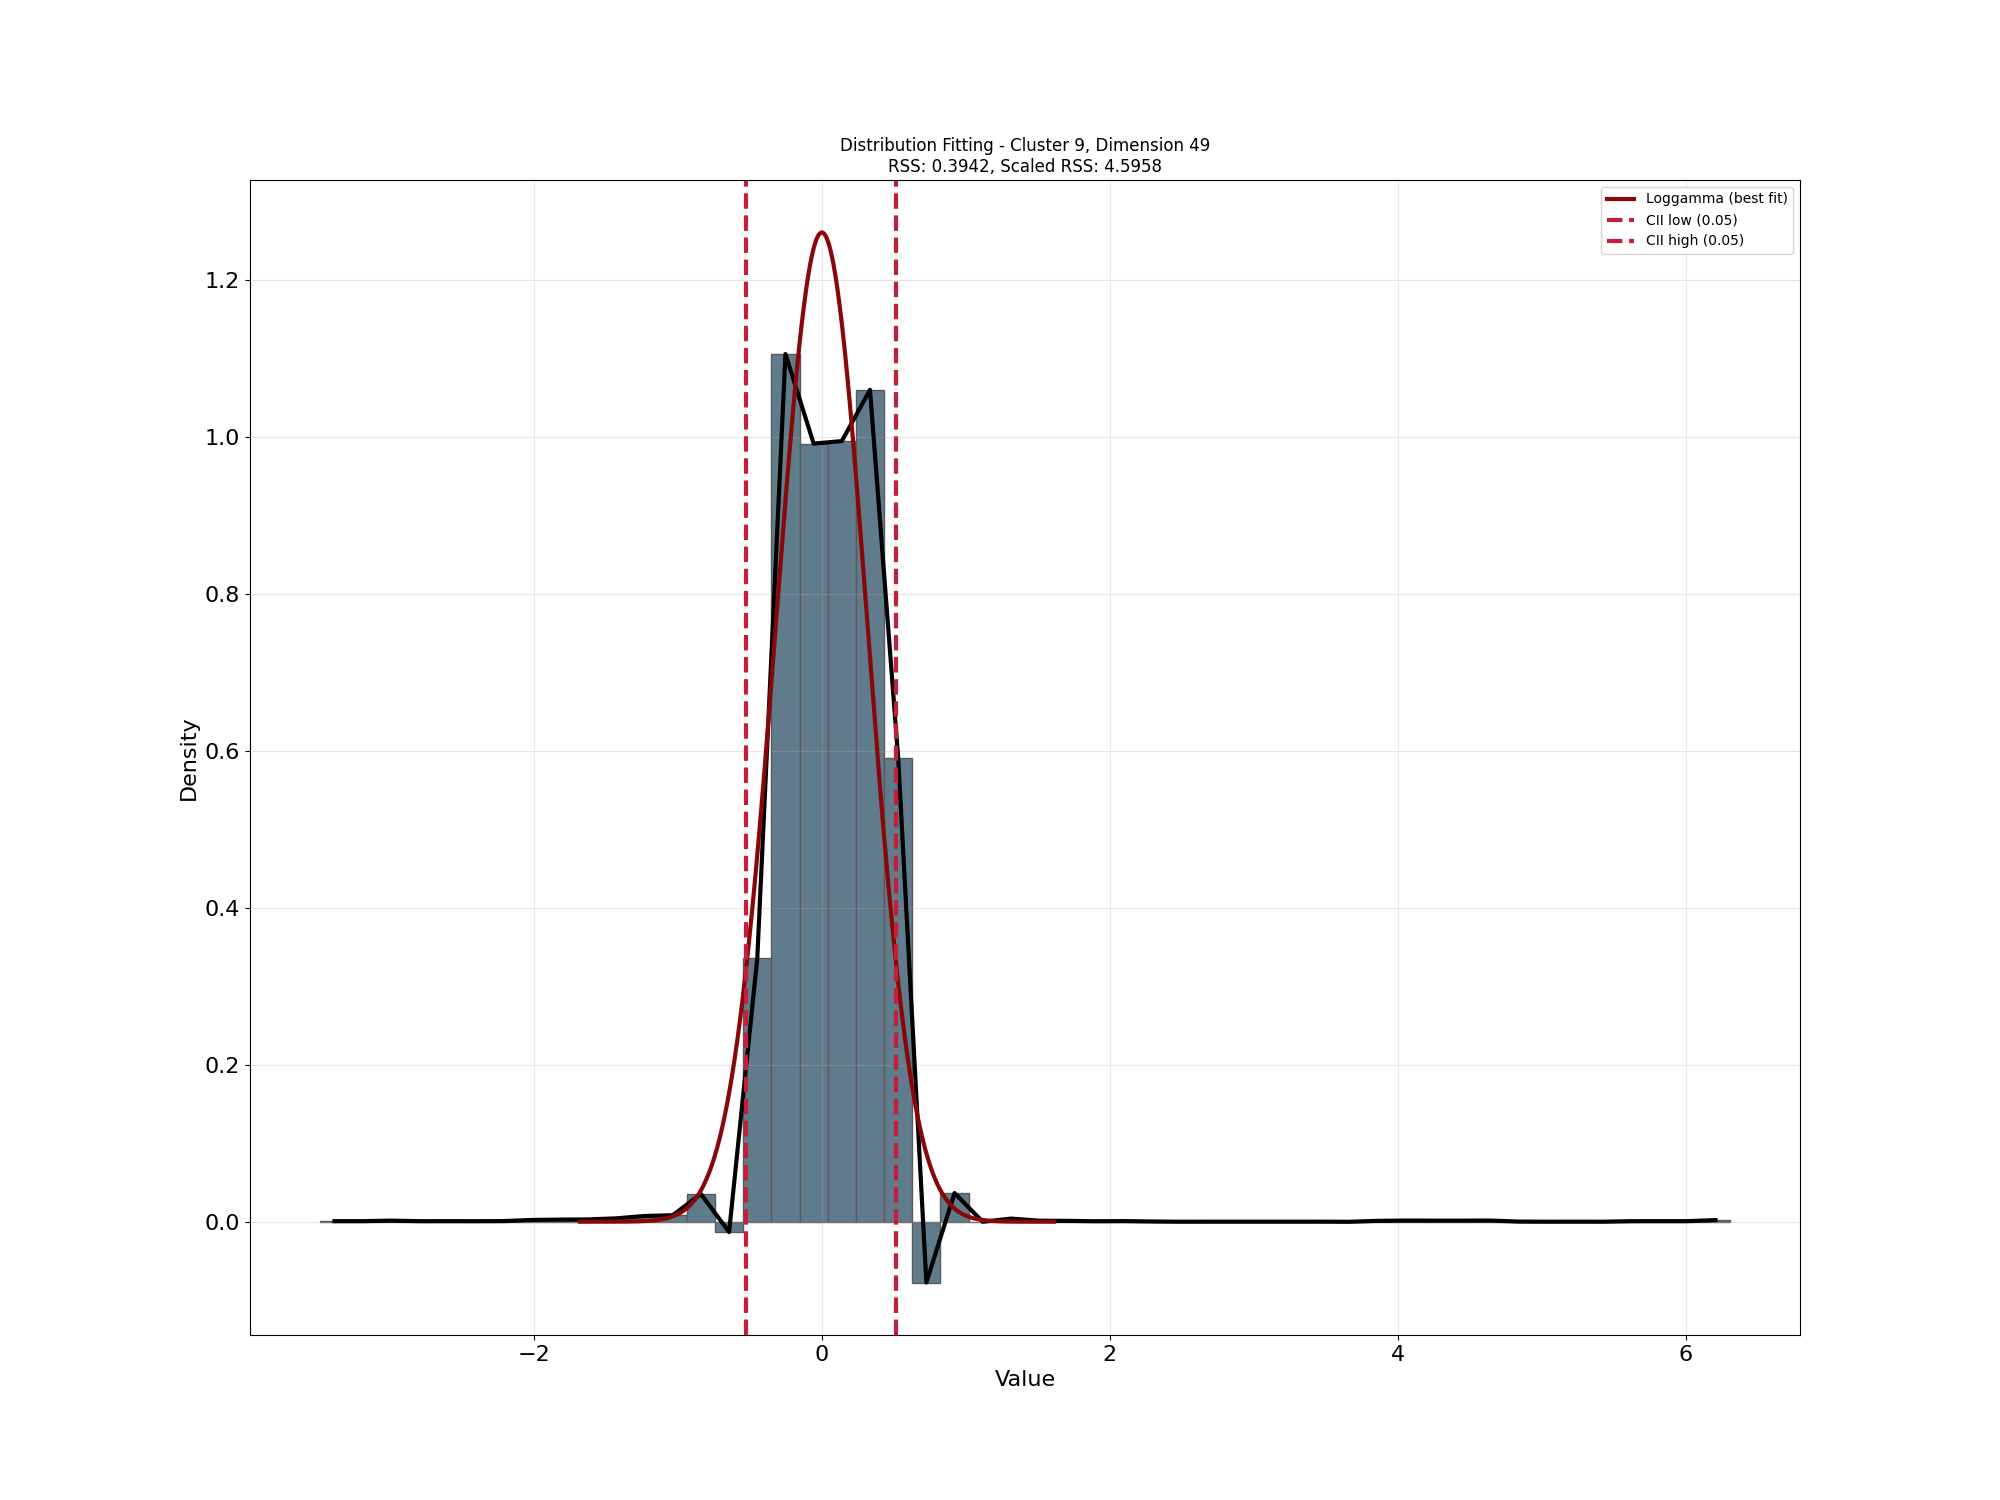 Distribution Fitting - Cluster 9, Dimension 49
RSS: 0.3942, Scaled RSS: 4.5958
Loggamma (best fit)
CII low (0.05)
CII high (0.05)
1.2
1.0
0.8
0.6
0.4
0.2
0.0
Density
−2
0
2
4
6
Value